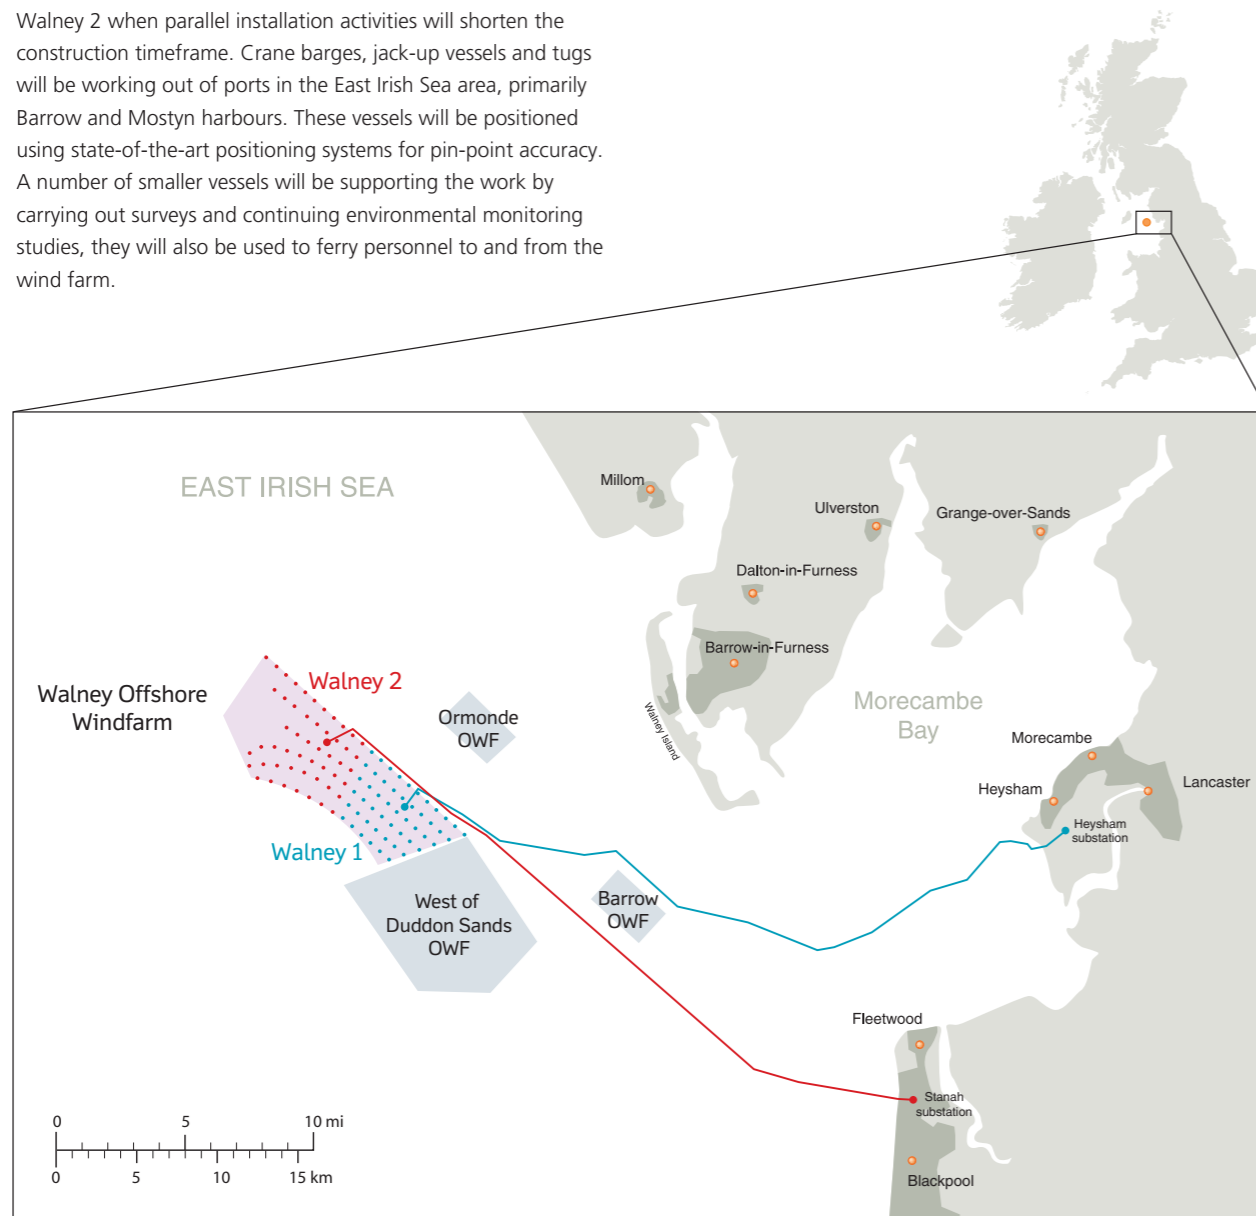 Walney 2 when parallel installation activities will shorten the
construction timeframe. Crane barges, jack-up vessels and tugs
will be working out of ports in the East Irish Sea area, primarily
Barrow and Mostyn harbours. These vessels will be positioned
using state-of-the-art positioning systems for pin-point accuracy.
A number of smaller vessels will be supporting the work by
carrying out surveys and continuing environmental monitoring
studies, they will also be used to ferry personnel to and from the
wind farm.
EAST IRISH SEA
Millom
Ulverston
Grange-over-Sands
Dalton-in-Furness
Barrow-in-Furness
Walney Island
Walney Offshore
Windfarm
Walney 2
Ormonde
OWF
Morecambe
Bay
Morecambe
Heysham
Lancaster
Heysham
substation
Walney 1
West of
Duddon Sands
OWF
Barrow
OWF
Fleetwood
Stanah
substation
Blackpool
0 5 10 mi
0 5 10 15 km